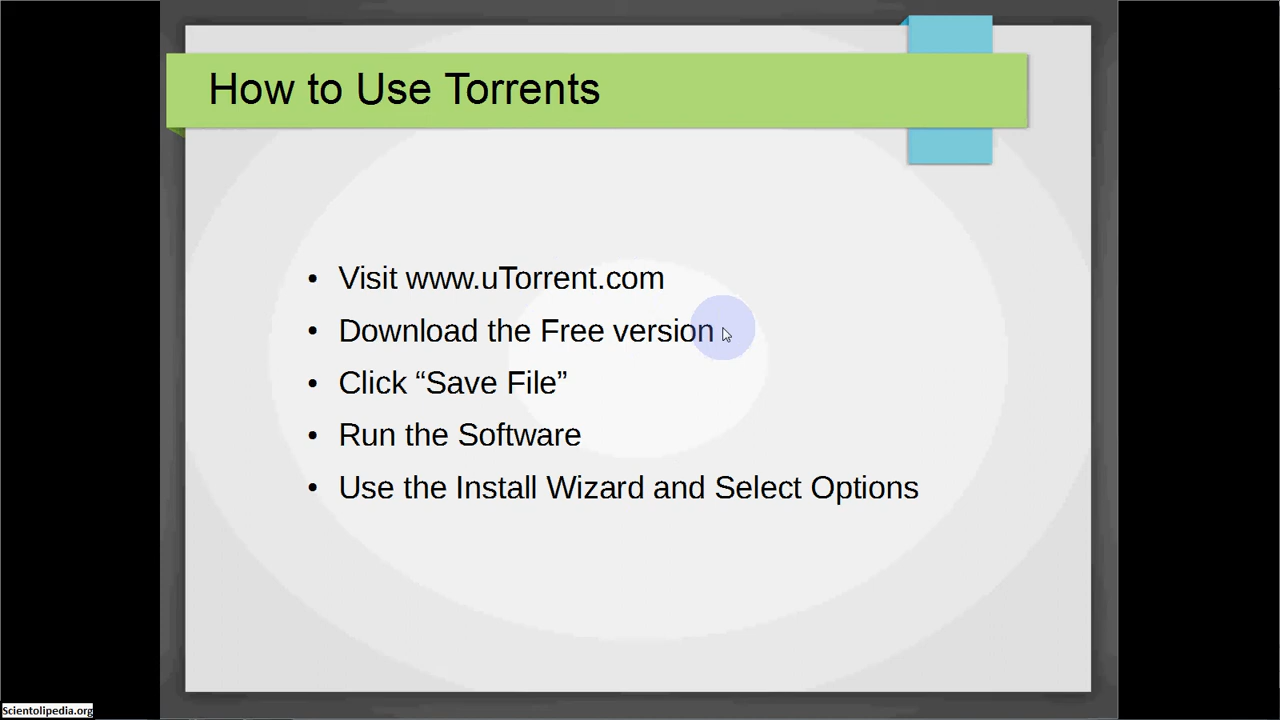 How to Use Torrents
• Visit www.uTorrent.com
• Download the Free version
• Click “Save File”
• Run the Software
• Use the Install Wizard and Select Options
Scientolipedia.org